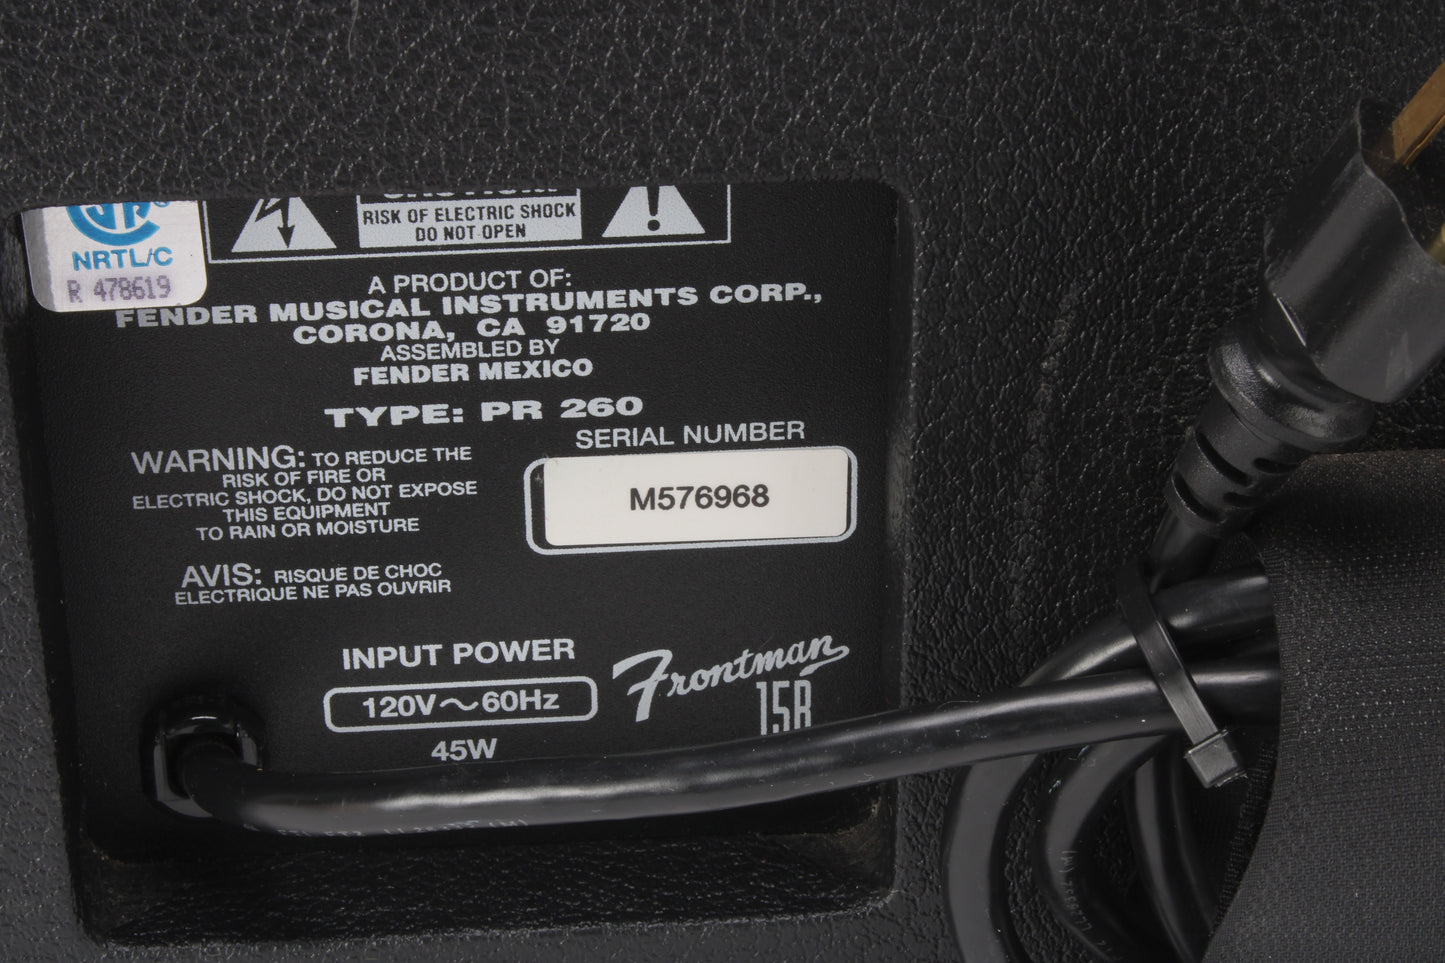 RISK OF ELECTRIC SHOCK
DO NOT OPEN
NRTL/C
R 478619
A PRODUCT OF:
FENDER MUSICAL INSTRUMENTS CORP.,
CORONA, CA 91720
ASSEMBLED BY
FENDER MEXICO
TYPE: PR 260
SERIAL NUMBER
M576968
WARNING: TO REDUCE THE
RISK OF FIRE OR
ELECTRIC SHOCK, DO NOT EXPOSE
THIS EQUIPMENT
TO RAIN OR MOISTURE
AVIS: RISQUE DE CHOC
ELECTRIQUE NE PAS OUVRIR
INPUT POWER
120V～60Hz
45W
Frontman
15R